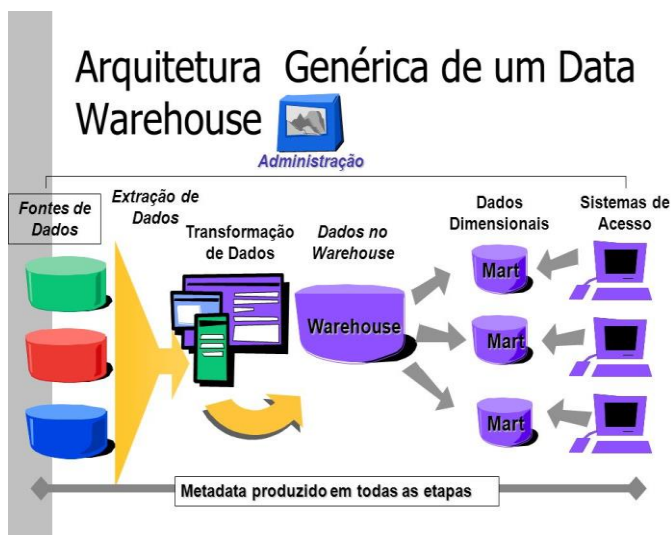 Arquitetura Genérica de um Data
Warehouse
Administração
Fontes de
Dados
Extração de
Dados
Transformação
de Dados
Dados no
Warehouse
Dados
Dimensionais
Sistemas de
Acesso
Mart
Warehouse
Mart
Mart
Metadata produzido em todas as etapas